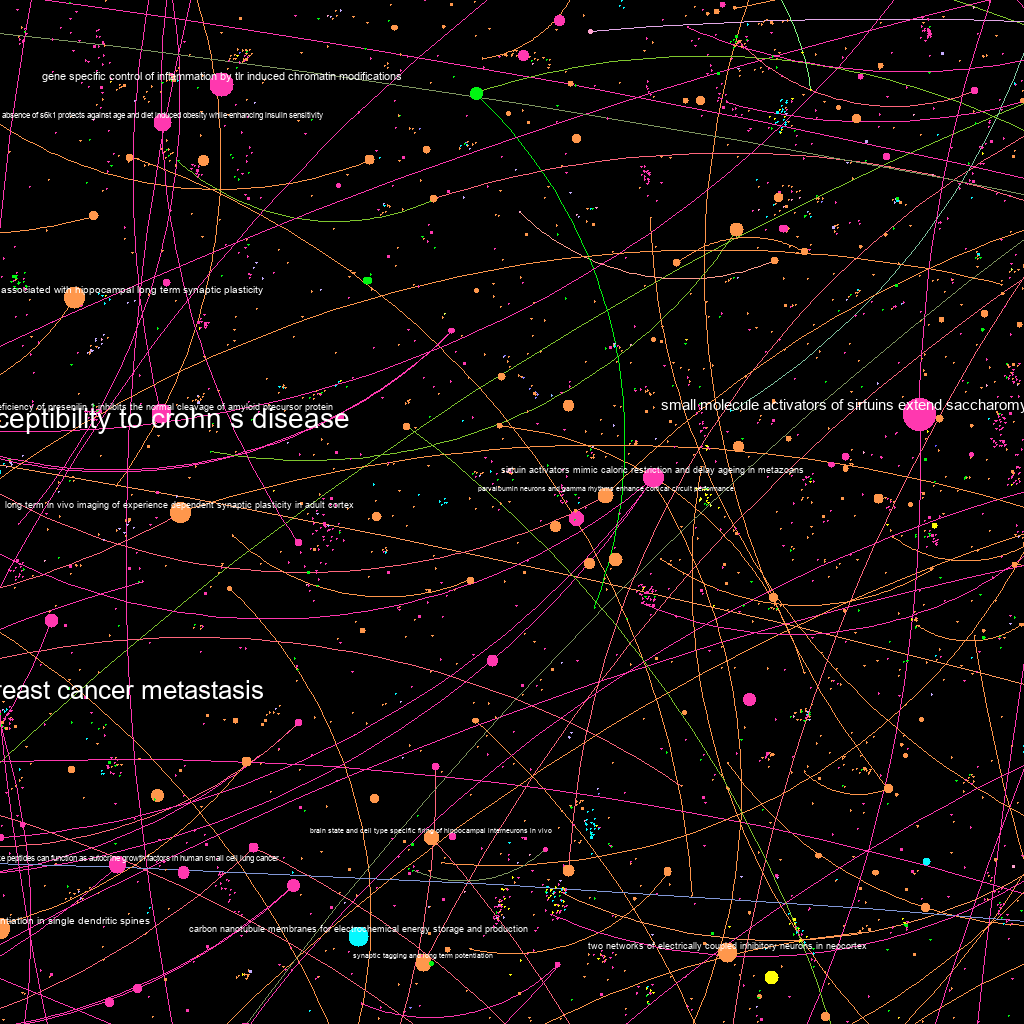 gene specific control of inflammation by tlr induced chromatin modifications
absence of s6k1 protects against age and diet induced obesity while enhancing insulin sensitivity
associated with hippocampal long term synaptic plasticity
eficiency of presenilin 1 inhibits the normal cleavage of amyloid precursor protein
ceptibility to crohn s disease
small molecule activators of sirtuins extend saccharomy
sirtuin activators mimic caloric restriction and delay ageing in metazoans
parvalbumin neurons and gamma rhythms enhance cortical circuit performance
long term in vivo imaging of experience dependent synaptic plasticity in adult cortex
reast cancer metastasis
brain state and cell type specific firing of hippocampal interneurons in vivo
ke peptides can function as autocrine growth factors in human small cell lung cancer
ntiation in single dendritic spines
carbon nanotubule membranes for electrochemical energy storage and production
two networks of electrically coupled inhibitory neurons in neocortex
synaptic tagging and long term potentiation